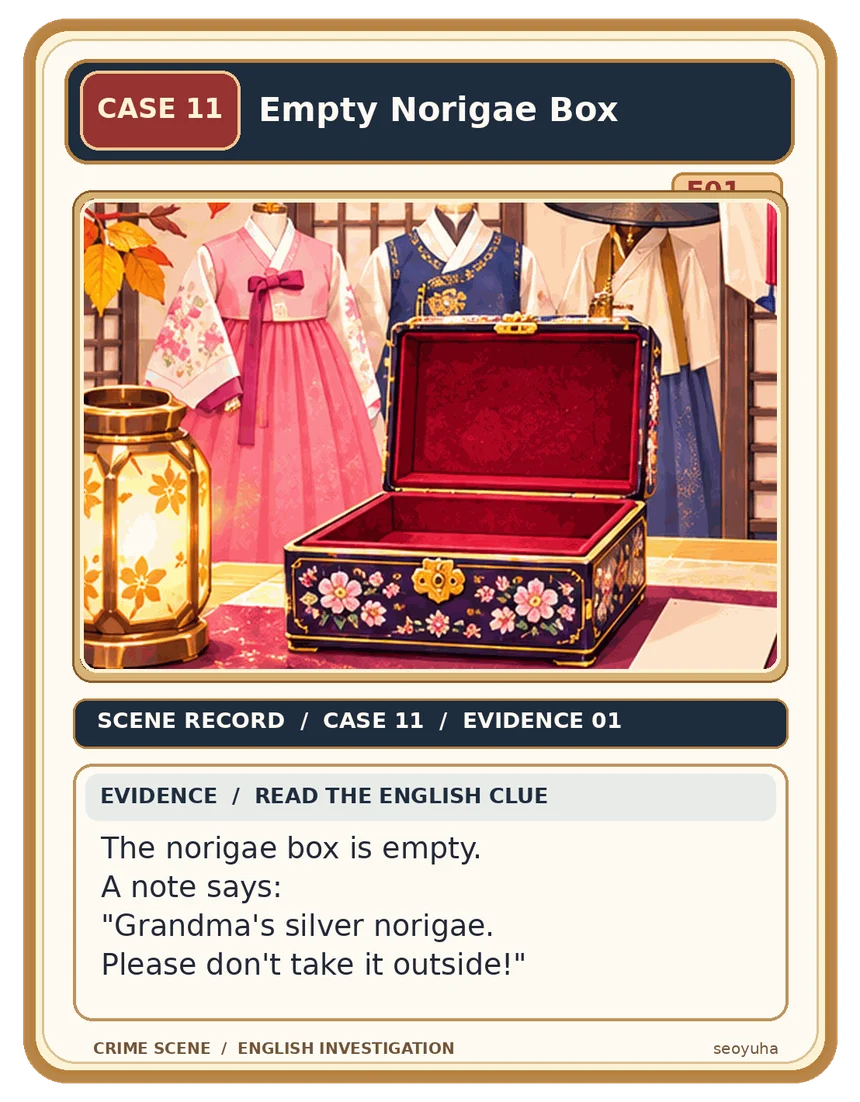 CASE 11 Empty Norigae Box
E01
SCENE RECORD / CASE 11 / EVIDENCE 01
EVIDENCE / READ THE ENGLISH CLUE
The norigae box is empty.
A note says:
"Grandma's silver norigae.
Please don't take it outside!"
CRIME SCENE / ENGLISH INVESTIGATION seoyuha